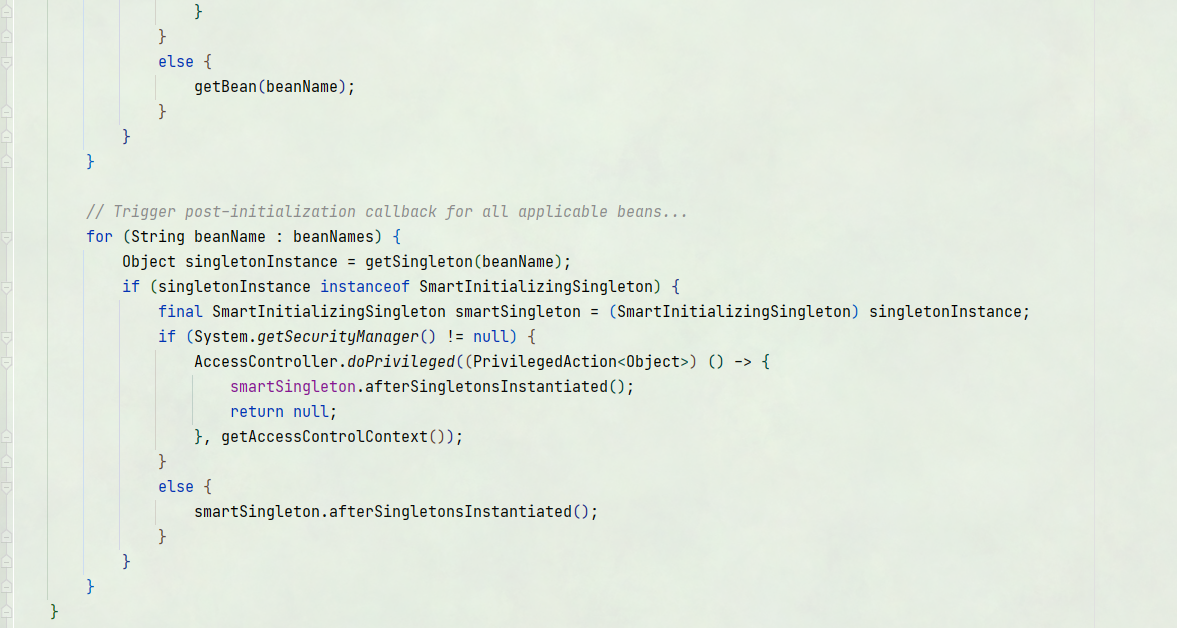 }
        }
        else {
            getBean(beanName);
        }
    }
}

// Trigger post-initialization callback for all applicable beans...
for (String beanName : beanNames) {
    Object singletonInstance = getSingleton(beanName);
    if (singletonInstance instanceof SmartInitializingSingleton) {
        final SmartInitializingSingleton smartSingleton = (SmartInitializingSingleton) singletonInstance;
        if (System.getSecurityManager() != null) {
            AccessController.doPrivileged((PrivilegedAction<Object>) () -> {
                smartSingleton.afterSingletonsInstantiated();
                return null;
            }, getAccessControlContext());
        }
        else {
            smartSingleton.afterSingletonsInstantiated();
        }
    }
}
}